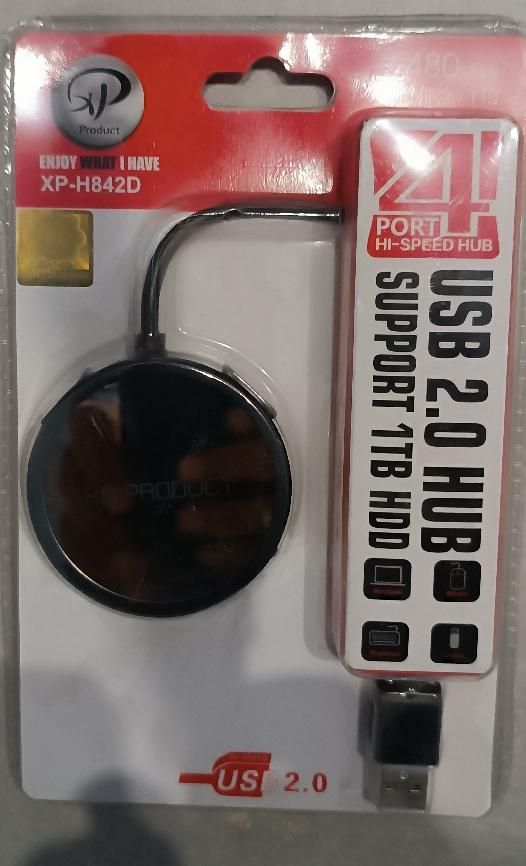 XP
Product
ENJOY WHAT I HAVE
XP-H842D
480
4
PORT
HI-SPEED HUB
USB 2.0 HUB
SUPPORT 1TB HDD
XP PRODUCT
USB 2.0